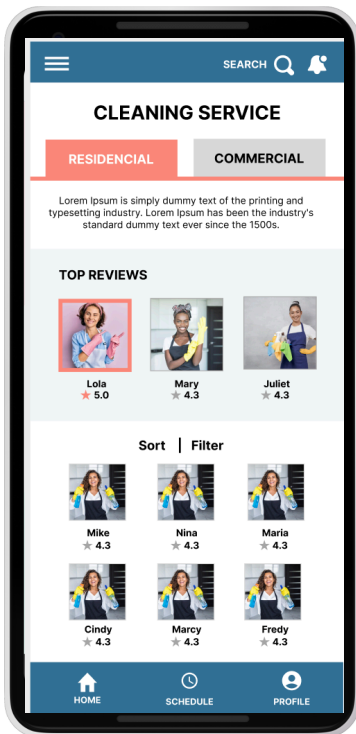 SEARCH
CLEANING SERVICE
RESIDENCIAL
COMMERCIAL
Lorem Ipsum is simply dummy text of the printing and
typesetting industry. Lorem Ipsum has been the industry's
standard dummy text ever since the 1500s.
TOP REVIEWS
Lola
5.0
Mary
4.3
Juliet
4.3
Sort | Filter
Mike
4.3
Nina
4.3
Maria
4.3
Cindy
4.3
Marcy
4.3
Fredy
4.3
HOME
SCHEDULE
PROFILE